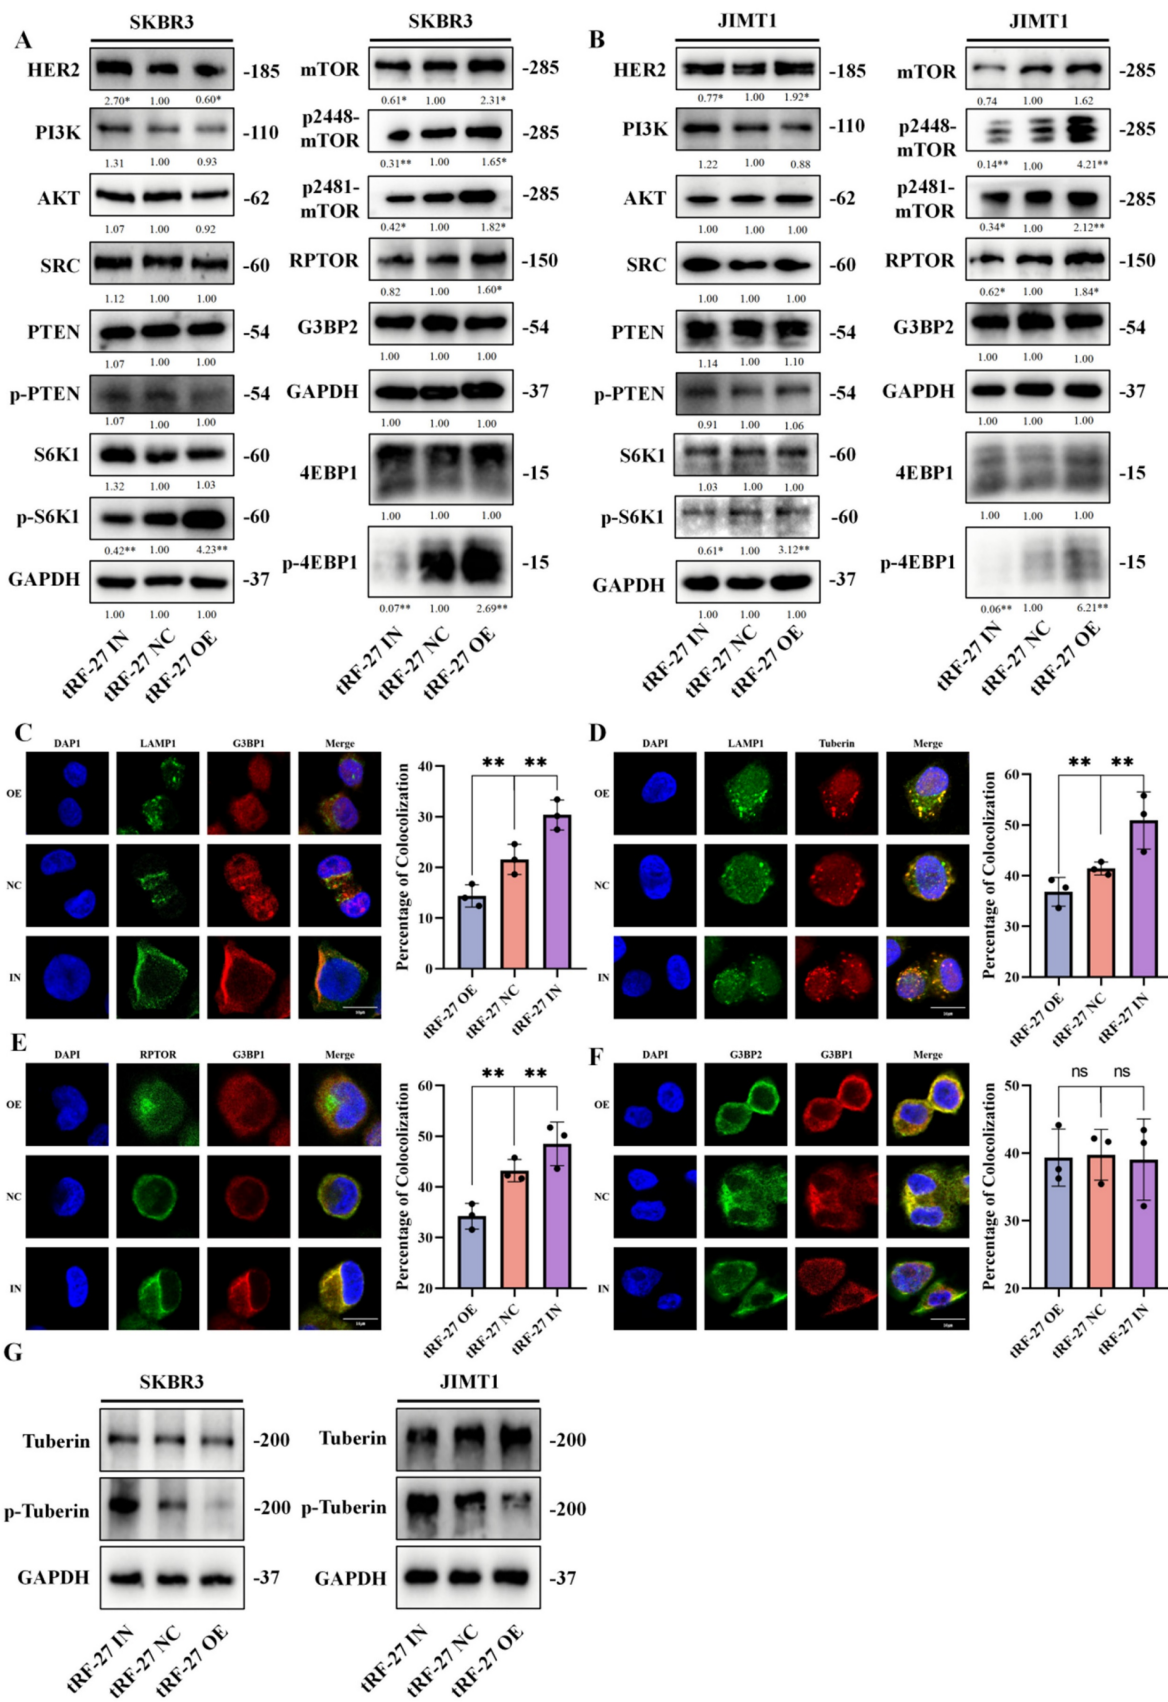 A
SKBR3
HER2 -185
2.70* 1.00 0.60*
PI3K -110
1.31 1.00 0.93
AKT -62
1.07 1.00 0.92
SRC -60
1.12 1.00 1.00
PTEN -54
1.07 1.00 1.00
p-PTEN -54
1.07 1.00 1.00
S6K1 -60
1.32 1.00 1.03
p-S6K1 -60
0.42** 1.00 4.23**
GAPDH -37
1.00 1.00 1.00
tRF-27 IN tRF-27 NC tRF-27 OE
SKBR3
mTOR -285
0.61* 1.00 2.31*
p2448-
mTOR -285
0.31** 1.00 1.65*
p2481-
mTOR -285
0.42* 1.00 1.82*
RPTOR -150
0.82 1.00 1.60*
G3BP2 -54
1.00 1.00 1.00
GAPDH -37
1.00 1.00 1.00
4EBP1 -15
1.00 1.00 1.00
p-4EBP1 -15
0.07** 1.00 2.69**
tRF-27 IN tRF-27 NC tRF-27 OE
B
JIMT1
HER2 -185
0.77* 1.00 1.92*
PI3K -110
1.22 1.00 0.88
AKT -62
1.00 1.00 1.00
SRC -60
1.00 1.00 1.00
PTEN -54
1.14 1.00 1.10
p-PTEN -54
0.91 1.00 1.06
S6K1 -60
1.03 1.00 1.00
p-S6K1 -60
0.61* 1.00 3.12**
GAPDH -37
1.00 1.00 1.00
tRF-27 IN tRF-27 NC tRF-27 OE
JIMT1
mTOR -285
0.74 1.00 1.62
p2448-
mTOR -285
0.14** 1.00 4.21**
p2481-
mTOR -285
0.34* 1.00 2.12**
RPTOR -150
0.62* 1.00 1.84*
G3BP2 -54
1.00 1.00 1.00
GAPDH -37
1.00 1.00 1.00
4EBP1 -15
1.00 1.00 1.00
p-4EBP1 -15
0.06** 1.00 6.21**
tRF-27 IN tRF-27 NC tRF-27 OE
C
DAP1 LAMP1 G3BP1 Merge
OE
NC
IN
Percentage of Colocolization
40
30
20
10
0
** **
tRF-27 OE tRF-27 NC tRF-27 IN
D
DAPI LAMP1 Tuberin Merge
OE
NC
IN
Percentage of Colocolization
60
50
40
30
20
** **
tRF-27 OE tRF-27 NC tRF-27 IN
E
DAPI RPTOR G3BP1 Merge
OE
NC
IN
Percentage of Colocolization
60
50
40
30
20
** **
tRF-27 OE tRF-27 NC tRF-27 IN
F
DAPI G3BP2 G3BP1 Merge
OE
NC
IN
Percentage of Colocolization
50
40
30
20
ns ns
tRF-27 OE tRF-27 NC tRF-27 IN
G
SKBR3
Tuberin -200
p-Tuberin -200
GAPDH -37
tRF-27 IN tRF-27 NC tRF-27 OE
JIMT1
Tuberin -200
p-Tuberin -200
GAPDH -37
tRF-27 IN tRF-27 NC tRF-27 OE